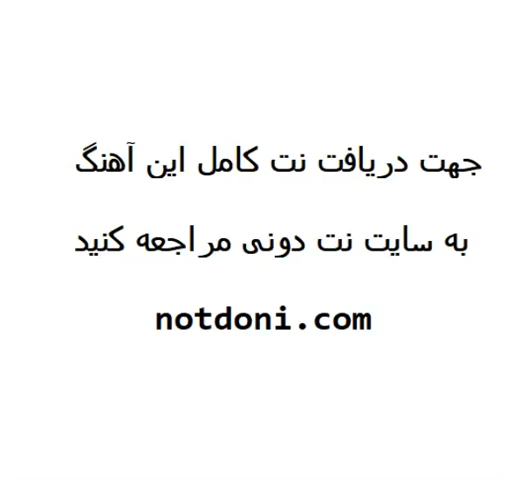 جهت دریافت نت کامل این آهنگ
به سایت نت دونی مراجعه کنید
notdoni.com